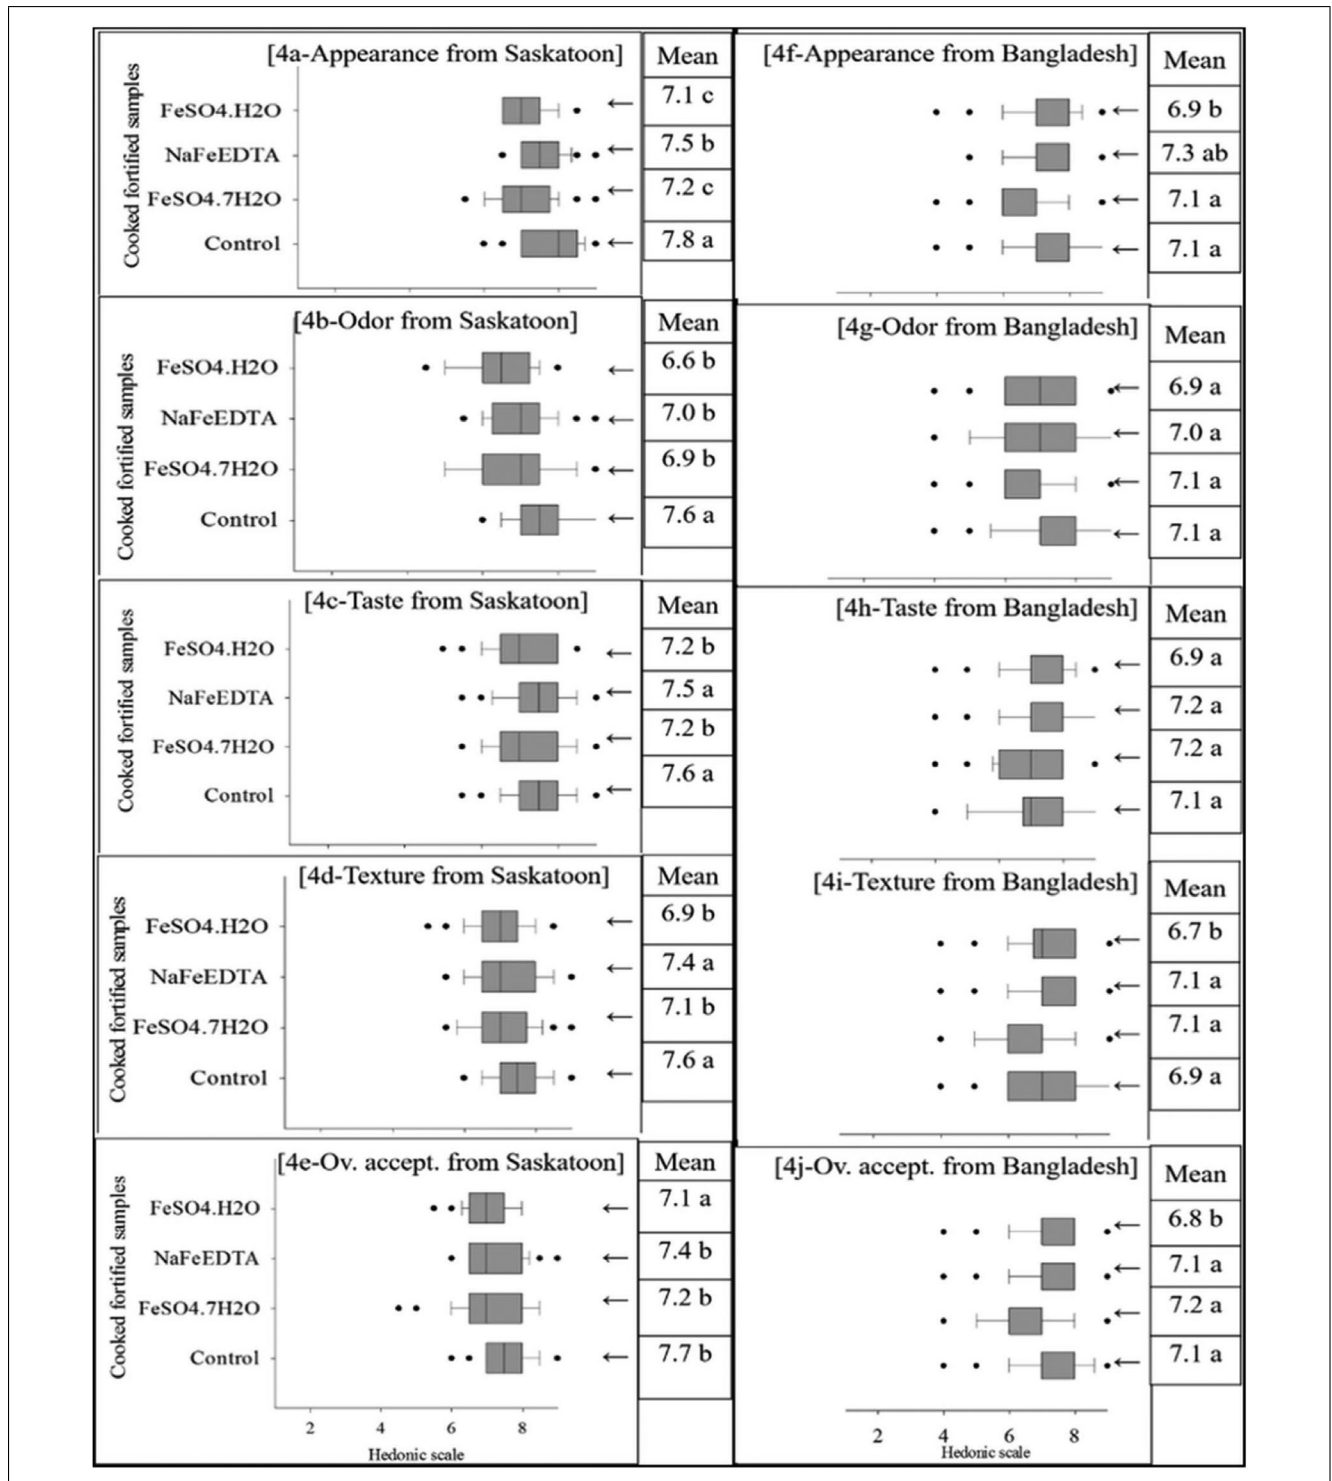 [4a-Appearance from Saskatoon]
Mean
Cooked fortified samples
FeSO4.H2O
7.1 c
NaFeEDTA
7.5 b
FeSO4.7H2O
7.2 c
Control
7.8 a
[4f-Appearance from Bangladesh]
Mean
6.9 b
7.3 ab
7.1 a
7.1 a
[4b-Odor from Saskatoon]
Mean
Cooked fortified samples
FeSO4.H2O
6.6 b
NaFeEDTA
7.0 b
FeSO4.7H2O
6.9 b
Control
7.6 a
[4g-Odor from Bangladesh]
Mean
6.9 a
7.0 a
7.1 a
7.1 a
[4c-Taste from Saskatoon]
Mean
Cooked fortified samples
FeSO4.H2O
7.2 b
NaFeEDTA
7.5 a
FeSO4.7H2O
7.2 b
Control
7.6 a
[4h-Taste from Bangladesh]
Mean
6.9 a
7.2 a
7.2 a
7.1 a
[4d-Texture from Saskatoon]
Mean
Cooked fortified samples
FeSO4.H2O
6.9 b
NaFeEDTA
7.4 a
FeSO4.7H2O
7.1 b
Control
7.6 a
[4i-Texture from Bangladesh]
Mean
6.7 b
7.1 a
7.1 a
6.9 a
[4e-Ov. accept. from Saskatoon]
Mean
Cooked fortified samples
FeSO4.H2O
7.1 a
NaFeEDTA
7.4 b
FeSO4.7H2O
7.2 b
Control
7.7 b
2 4 6 8
Hedonic scale
[4j-Ov. accept. from Bangladesh]
Mean
6.8 b
7.1 a
7.2 a
7.1 a
2 4 6 8
Hedonic scale